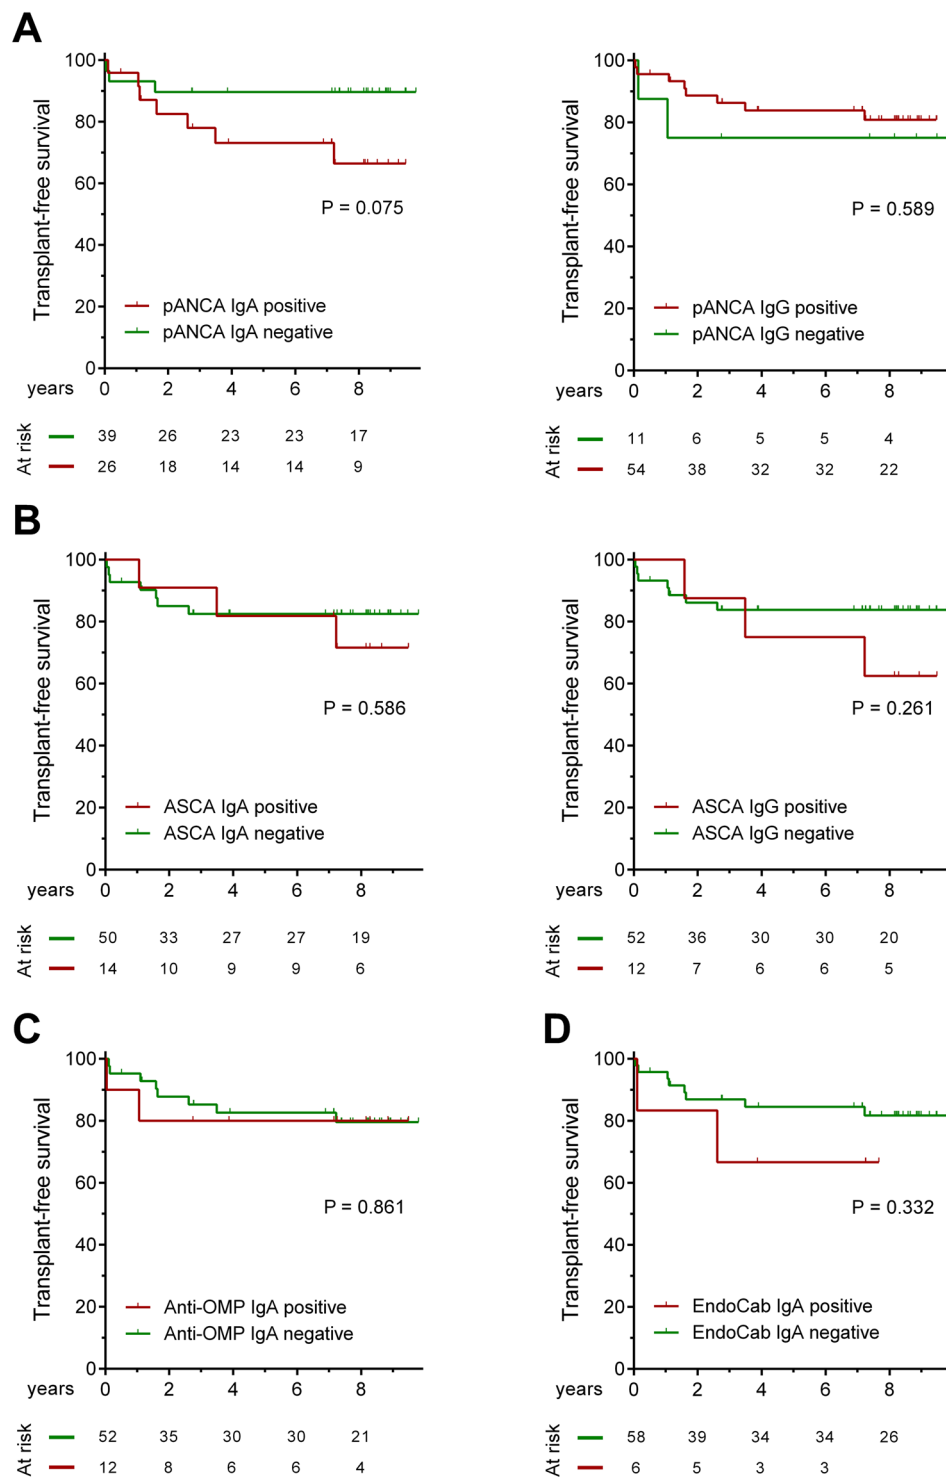 A
Transplant-free survival
100
80
60
40
20
0
P = 0.075
pANCA IgA positive
pANCA IgA negative
years 0 2 4 6 8
At risk
39 26 23 23 17
26 18 14 14 9
Transplant-free survival
100
80
60
40
20
0
P = 0.589
pANCA IgG positive
pANCA IgG negative
0 2 4 6 8
At risk
11 6 5 5 4
54 38 32 32 22
B
Transplant-free survival
100
80
60
40
20
0
P = 0.586
ASCA IgA positive
ASCA IgA negative
years 0 2 4 6 8
At risk
50 33 27 27 19
14 10 9 9 6
Transplant-free survival
100
80
60
40
20
0
P = 0.261
ASCA IgG positive
ASCA IgG negative
years 0 2 4 6 8
At risk
52 36 30 30 20
12 7 6 6 5
C
Transplant-free survival
100
80
60
40
20
0
P = 0.861
Anti-OMP IgA positive
Anti-OMP IgA negative
years 0 2 4 6 8
At risk
52 35 30 30 21
12 8 6 6 4
D
Transplant-free survival
100
80
60
40
20
0
P = 0.332
EndoCab IgA positive
EndoCab IgA negative
years 0 2 4 6 8
At risk
58 39 34 34 26
6 5 3 3